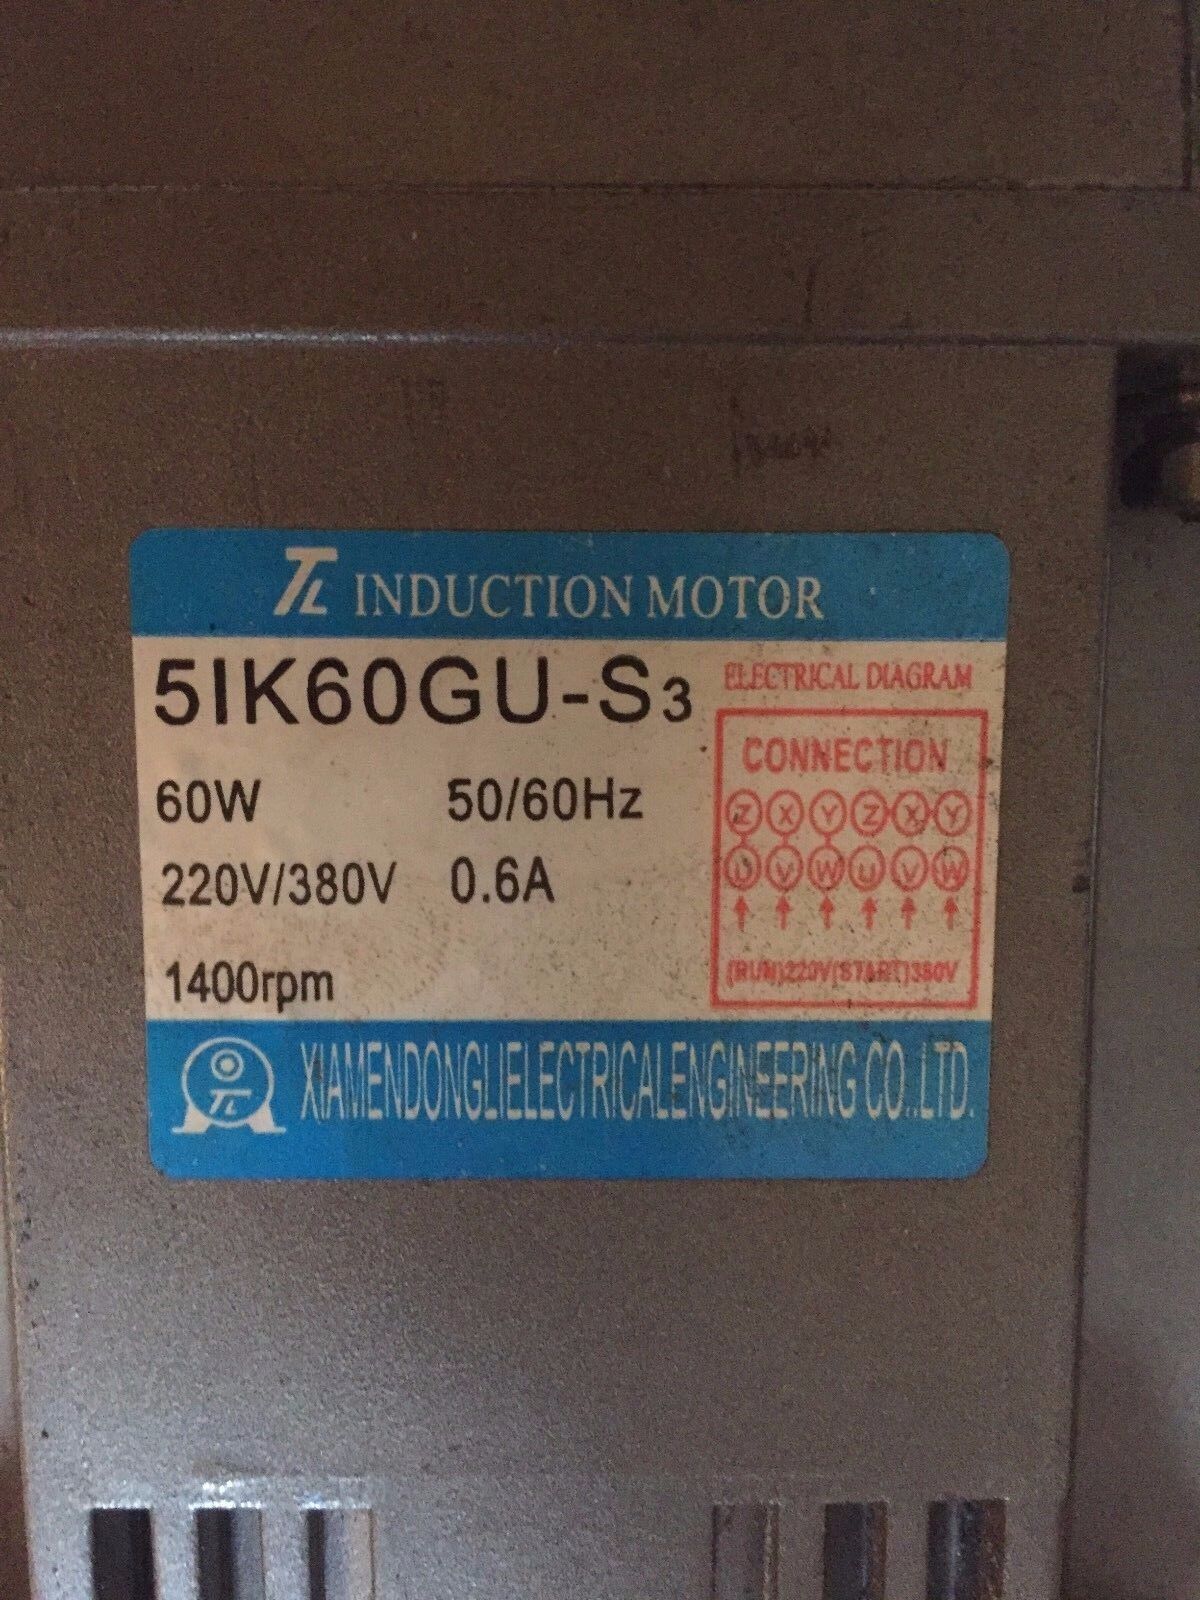 TL INDUCTION MOTOR
5IK60GU-S3
60W 50/60Hz
220V/380V 0.6A
1400rpm
ELECTRICAL DIAGRAM
CONNECTION
Z X Y Z X Y
U V W U V W
(RUN)220V(START)380V
TL
XIAMENDONGLIELECTRICALENGINEERING CO.,LTD.